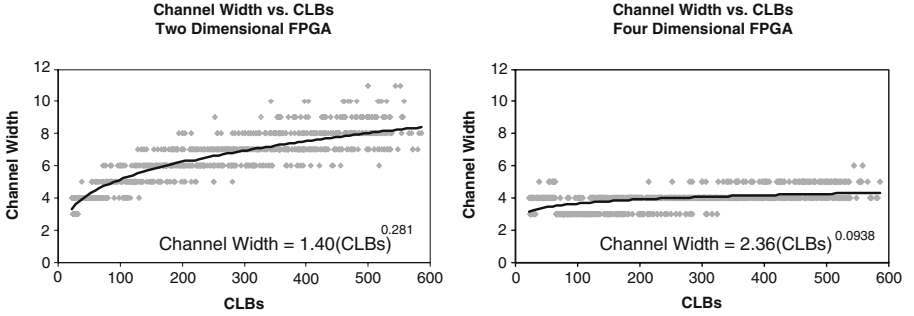 Channel Width vs. CLBs
Two Dimensional FPGA
12
10
8
6
4
2
0
Channel Width
Channel Width = 1.40(CLBs)^0.281
0 100 200 300 400 500 600
CLBs
Channel Width vs. CLBs
Four Dimensional FPGA
12
10
8
6
4
2
0
Channel Width
Channel Width = 2.36(CLBs)^0.0938
0 100 200 300 400 500 600
CLBs